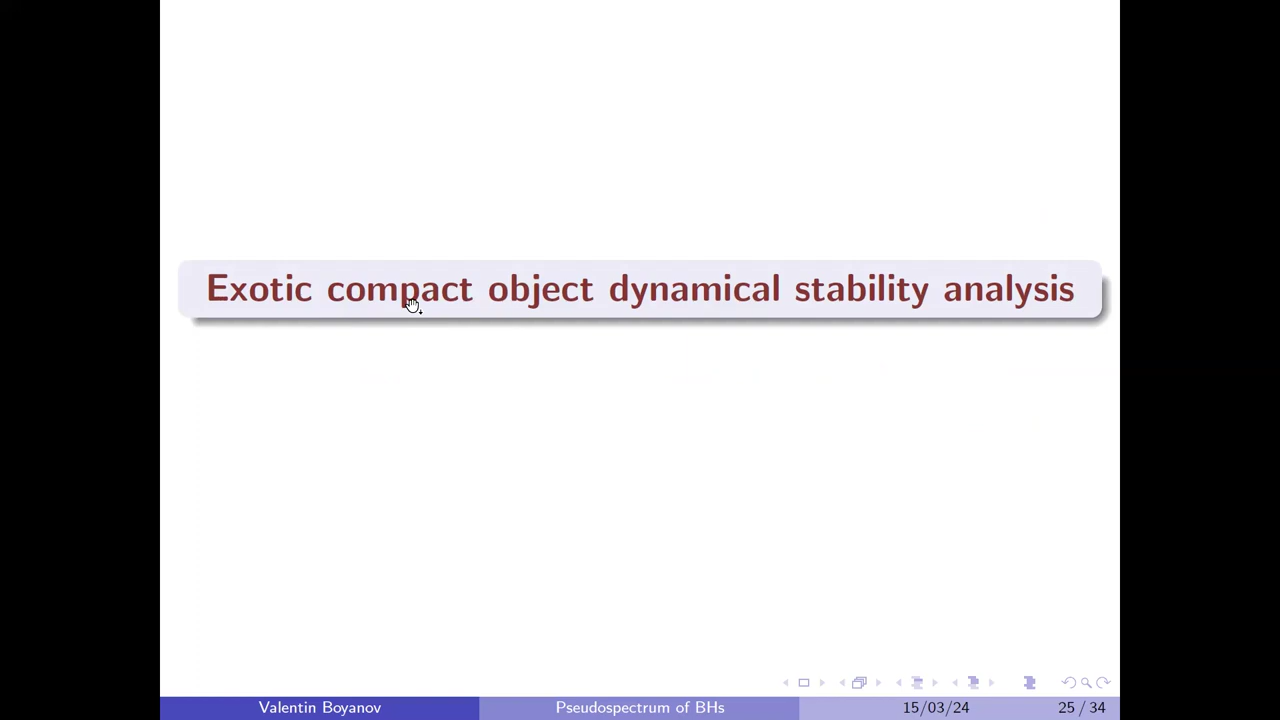 Exotic compact object dynamical stability analysis
Valentin Boyanov
Pseudospectrum of BHs
15/03/24
25 / 34